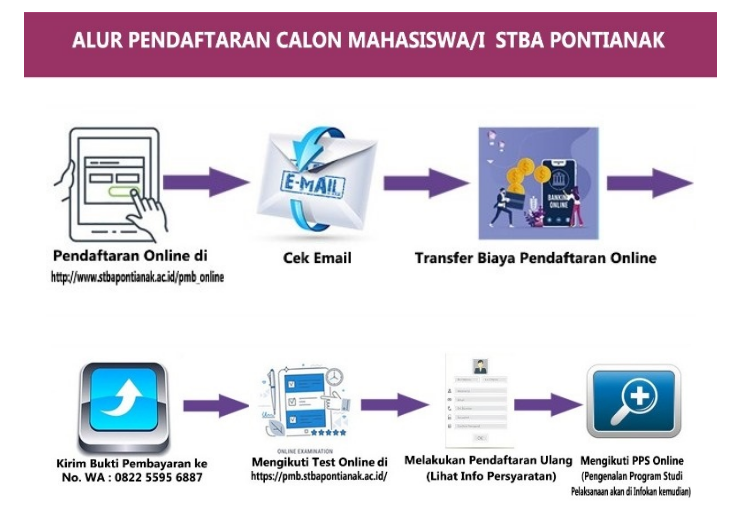 ALUR PENDAFTARAN CALON MAHASISWA/I STBA PONTIANAK
E-MAIL
BANKING
ONLINE
Pendaftaran Online di
http://www.stbapontianak.ac.id/pmb_online
Cek Email
Transfer Biaya Pendaftaran Online
ONLINE EXAMINATION
OK
Kirim Bukti Pembayaran ke
No. WA : 0822 5595 6887
Mengikuti Test Online di
https://pmb.stbapontianak.ac.id/
Melakukan Pendaftaran Ulang
(Lihat Info Persyaratan)
Mengikuti PPS Online
(Pengenalan Program Studi
Pelaksanaan akan di Infokan kemudian)